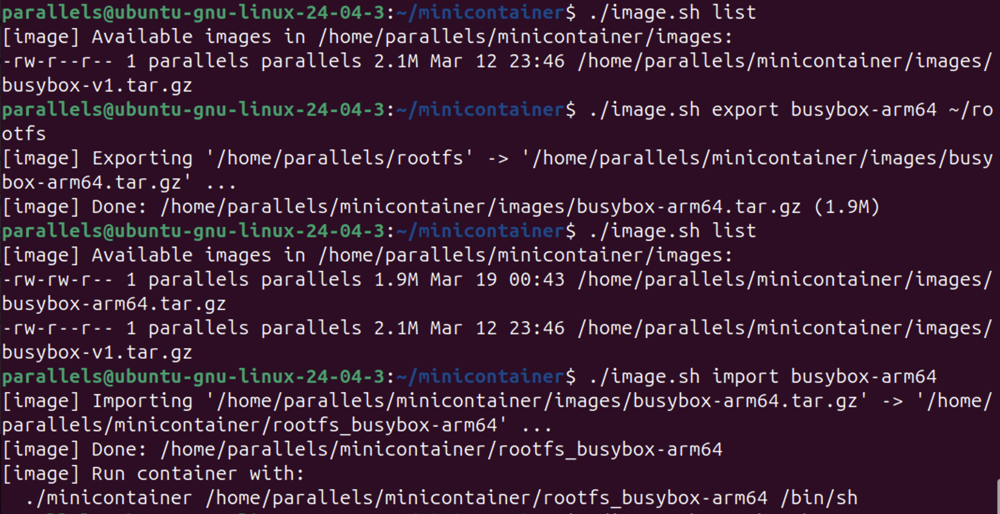 parallels@ubuntu-gnu-linux-24-04-3:~/minicontainer$ ./image.sh list
[image] Available images in /home/parallels/minicontainer/images:
-rw-r--r-- 1 parallels parallels 2.1M Mar 12 23:46 /home/parallels/minicontainer/images/
busybox-v1.tar.gz
parallels@ubuntu-gnu-linux-24-04-3:~/minicontainer$ ./image.sh export busybox-arm64 ~/ro
otfs
[image] Exporting '/home/parallels/rootfs' -> '/home/parallels/minicontainer/images/busy
box-arm64.tar.gz' ...
[image] Done: /home/parallels/minicontainer/images/busybox-arm64.tar.gz (1.9M)
parallels@ubuntu-gnu-linux-24-04-3:~/minicontainer$ ./image.sh list
[image] Available images in /home/parallels/minicontainer/images:
-rw-rw-r-- 1 parallels parallels 1.9M Mar 19 00:43 /home/parallels/minicontainer/images/
busybox-arm64.tar.gz
-rw-r--r-- 1 parallels parallels 2.1M Mar 12 23:46 /home/parallels/minicontainer/images/
busybox-v1.tar.gz
parallels@ubuntu-gnu-linux-24-04-3:~/minicontainer$ ./image.sh import busybox-arm64
[image] Importing '/home/parallels/minicontainer/images/busybox-arm64.tar.gz' -> '/home/
parallels/minicontainer/rootfs_busybox-arm64' ...
[image] Done: /home/parallels/minicontainer/rootfs_busybox-arm64
[image] Run container with:
  ./minicontainer /home/parallels/minicontainer/rootfs_busybox-arm64 /bin/sh